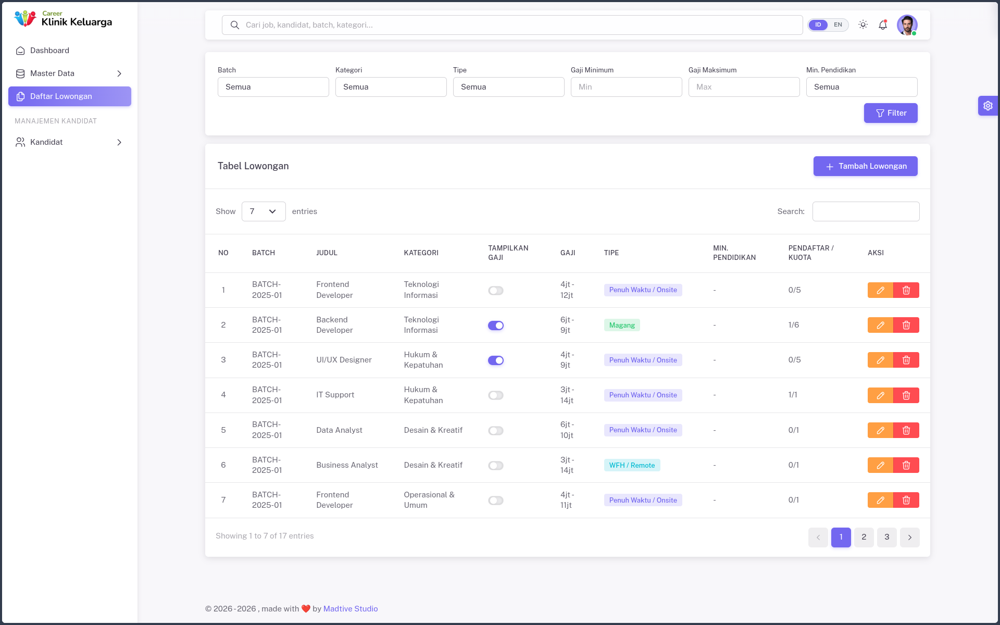 Career
Klinik Keluarga
Cari job, kandidat, batch, kategori...
ID EN
Dashboard
Master Data
Daftar Lowongan
MANAJEMEN KANDIDAT
Kandidat
Batch Kategori Tipe Gaji Minimum Gaji Maksimum Min. Pendidikan
Semua Semua Semua Min Max Semua
Filter
Tabel Lowongan
Tambah Lowongan
Show 7 entries
Search:
NO BATCH JUDUL KATEGORI TAMPILKAN GAJI GAJI TIPE MIN. PENDIDIKAN PENDAFTAR / KUOTA AKSI
1 BATCH-2025-01 Frontend Developer Teknologi Informasi 4jt - 12jt Penuh Waktu / Onsite - 0/5
2 BATCH-2025-01 Backend Developer Teknologi Informasi 6jt - 9jt Magang - 1/6
3 BATCH-2025-01 UI/UX Designer Hukum & Kepatuhan 4jt - 9jt Penuh Waktu / Onsite - 0/5
4 BATCH-2025-01 IT Support Hukum & Kepatuhan 3jt - 14jt Penuh Waktu / Onsite - 1/1
5 BATCH-2025-01 Data Analyst Desain & Kreatif 6jt - 10jt Penuh Waktu / Onsite - 0/1
6 BATCH-2025-01 Business Analyst Desain & Kreatif 3jt - 14jt WFH / Remote - 0/1
7 BATCH-2025-01 Frontend Developer Operasional & Umum 4jt - 11jt Penuh Waktu / Onsite - 0/1
Showing 1 to 7 of 17 entries
1 2 3
© 2026 - 2026 , made with ❤️ by Madtive Studio